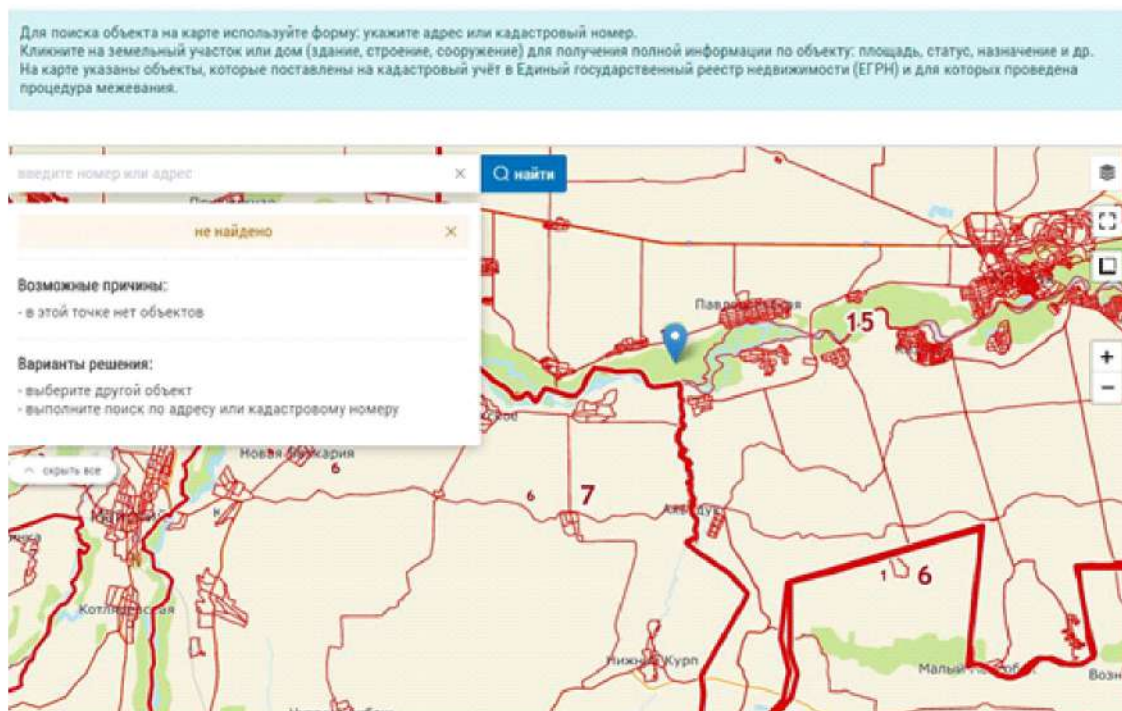 Для поиска объекта на карте используйте форму: укажите адрес или кадастровый номер.
Кликните на земельный участок или дом (здание, строение, сооружение) для получения полной информации по объекту: площадь, статус, назначение и др.
На карте указаны объекты, которые поставлены на кадастровый учёт в Единый государственный реестр недвижимости (ЕГРН) и для которых проведена
процедура межевания.
введите номер или адрес
найти
не найдено
Возможные причины:
- в этой точке нет объектов
Варианты решения:
- выберите другой объект
- выполните поиск по адресу или кадастровому номеру
15
скрыть все
Новая
6
6
7
1
6
Котляревская
Нижний Курп
Малый